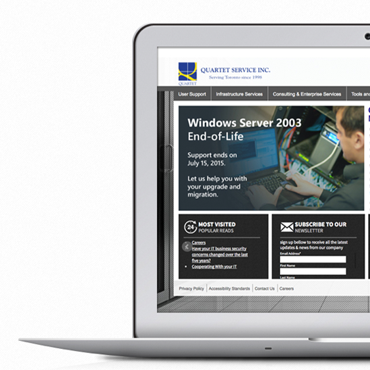 QUARTET SERVICE INC.
Serving Toronto since 1990
QUARTET
User Support
Infrastructure Services
Consulting & Enterprise Services
Tools
Windows Server 2003
End-of-Life
Support ends on
July 15, 2015.
Let us help you with
your upgrade and
migration.
24
MOST VISITED
POPULAR READS
Careers
Have your IT business security
concerns changed over the last
five years?
Cooperating With your IT
SUBSCRIBE TO OUR
NEWSLETTER
sign up bellow to receive all the latest
updates & news from our company
Email Address*
First Name
Last Name
Privacy Policy
Accessibility Standards
Contact Us
Careers